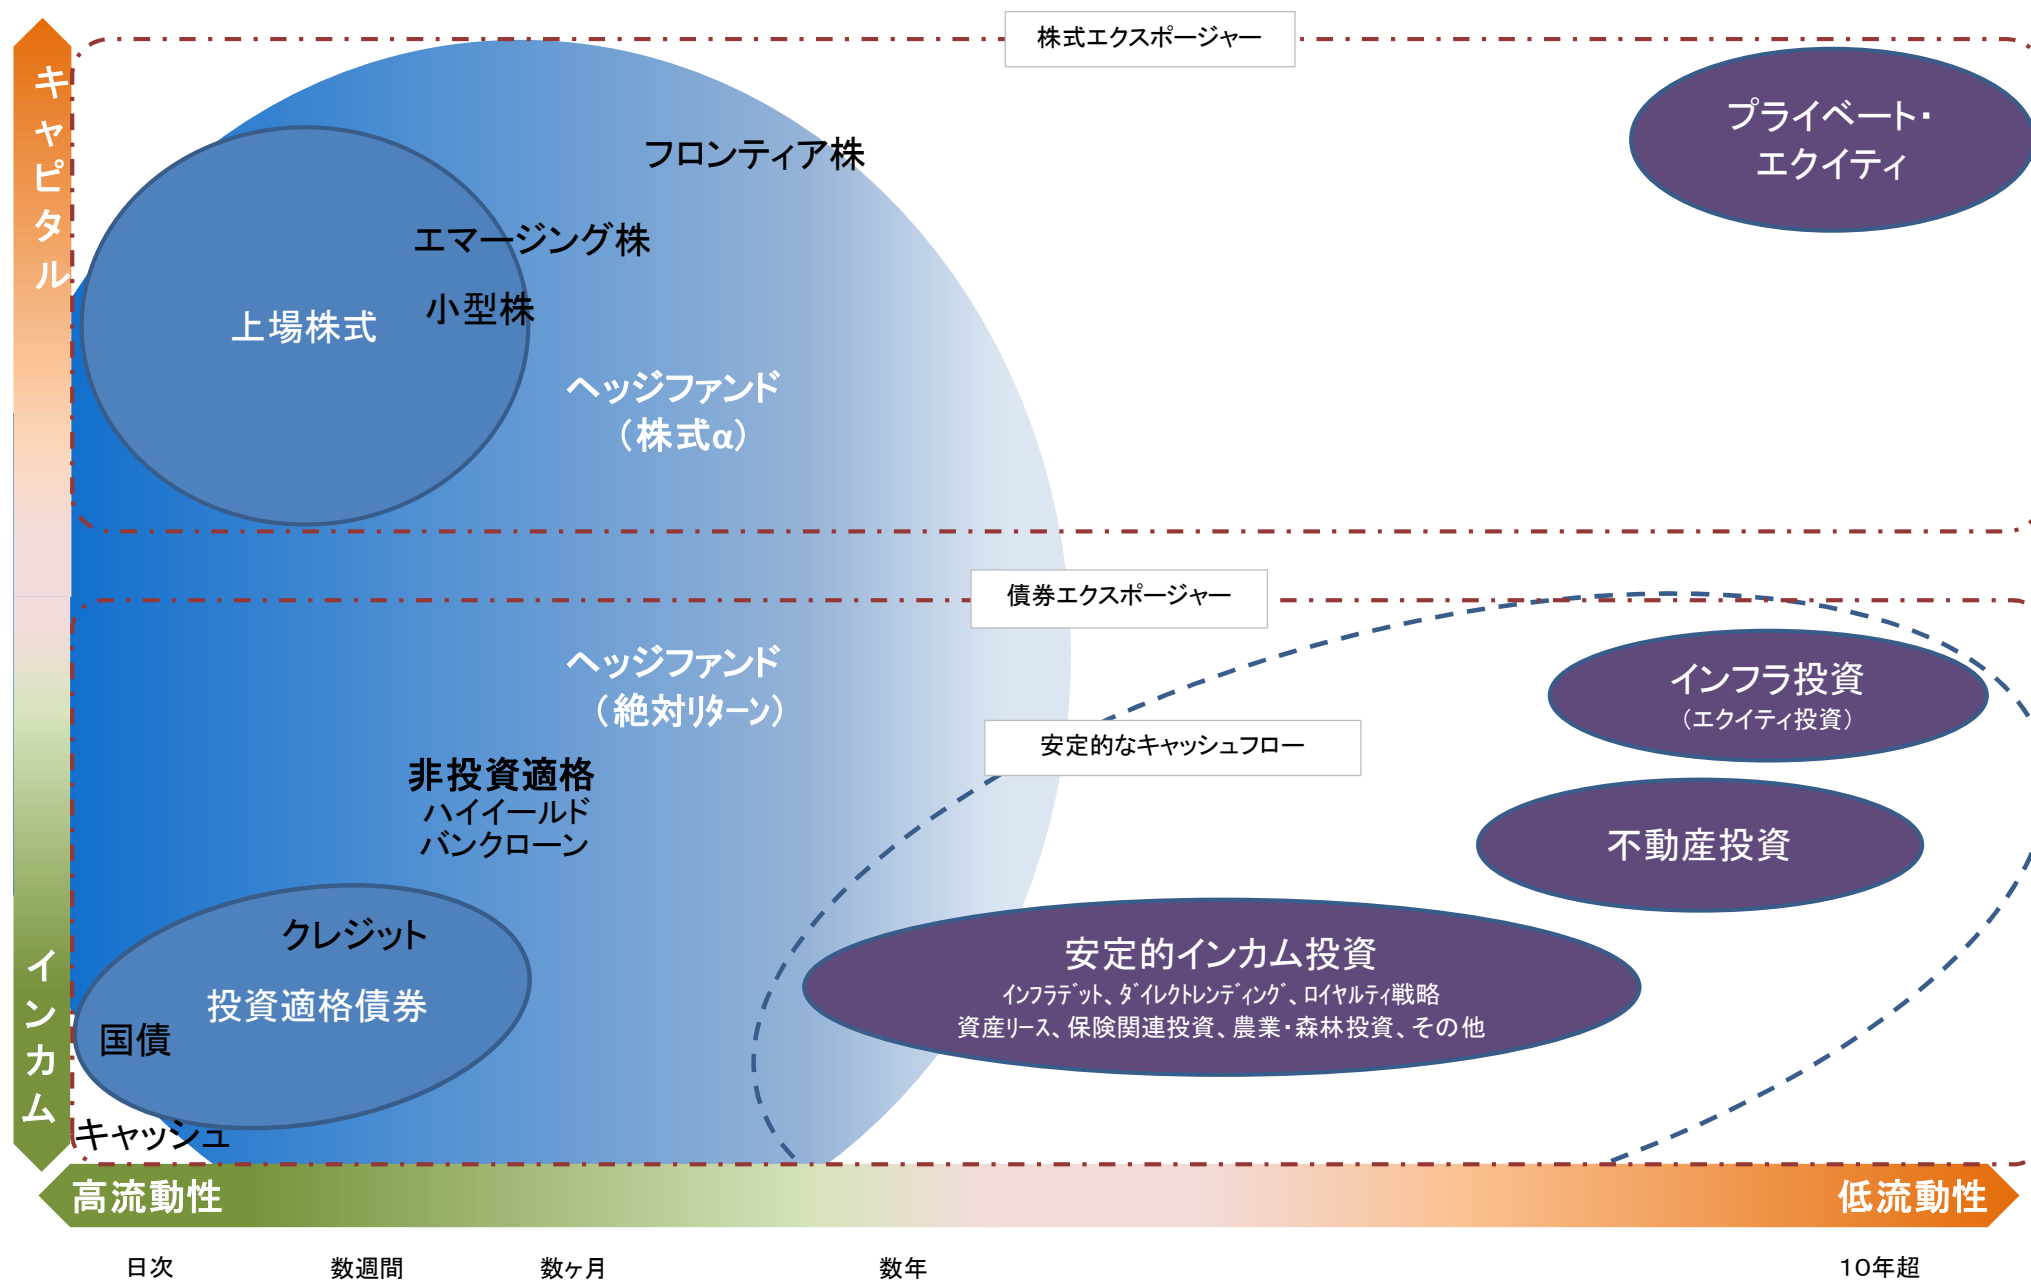 株式エクスポージャー
キャピタル
プライベート・
エクイティ
フロンティア株
エマージング株
小型株
上場株式
ヘッジファンド
（株式α）
債券エクスポージャー
ヘッジファンド
（絶対ﾘﾀｰﾝ）
インフラ投資
（エクイティ投資）
安定的なキャッシュフロー
非投資適格
ハイイールド
バンクローン
不動産投資
クレジット
投資適格債券
国債
安定的インカム投資
ｲﾝﾌﾗﾃﾞｯﾄ、ﾀﾞｲﾚｸﾄﾚﾝﾃﾞｨﾝｸﾞ、ﾛｲﾔﾙﾃｨ戦略
資産ﾘｰｽ、保険関連投資、農業・森林投資、その他
インカム
キャッシュ
高流動性
低流動性
日次
数週間
数ヶ月
数年
10年超